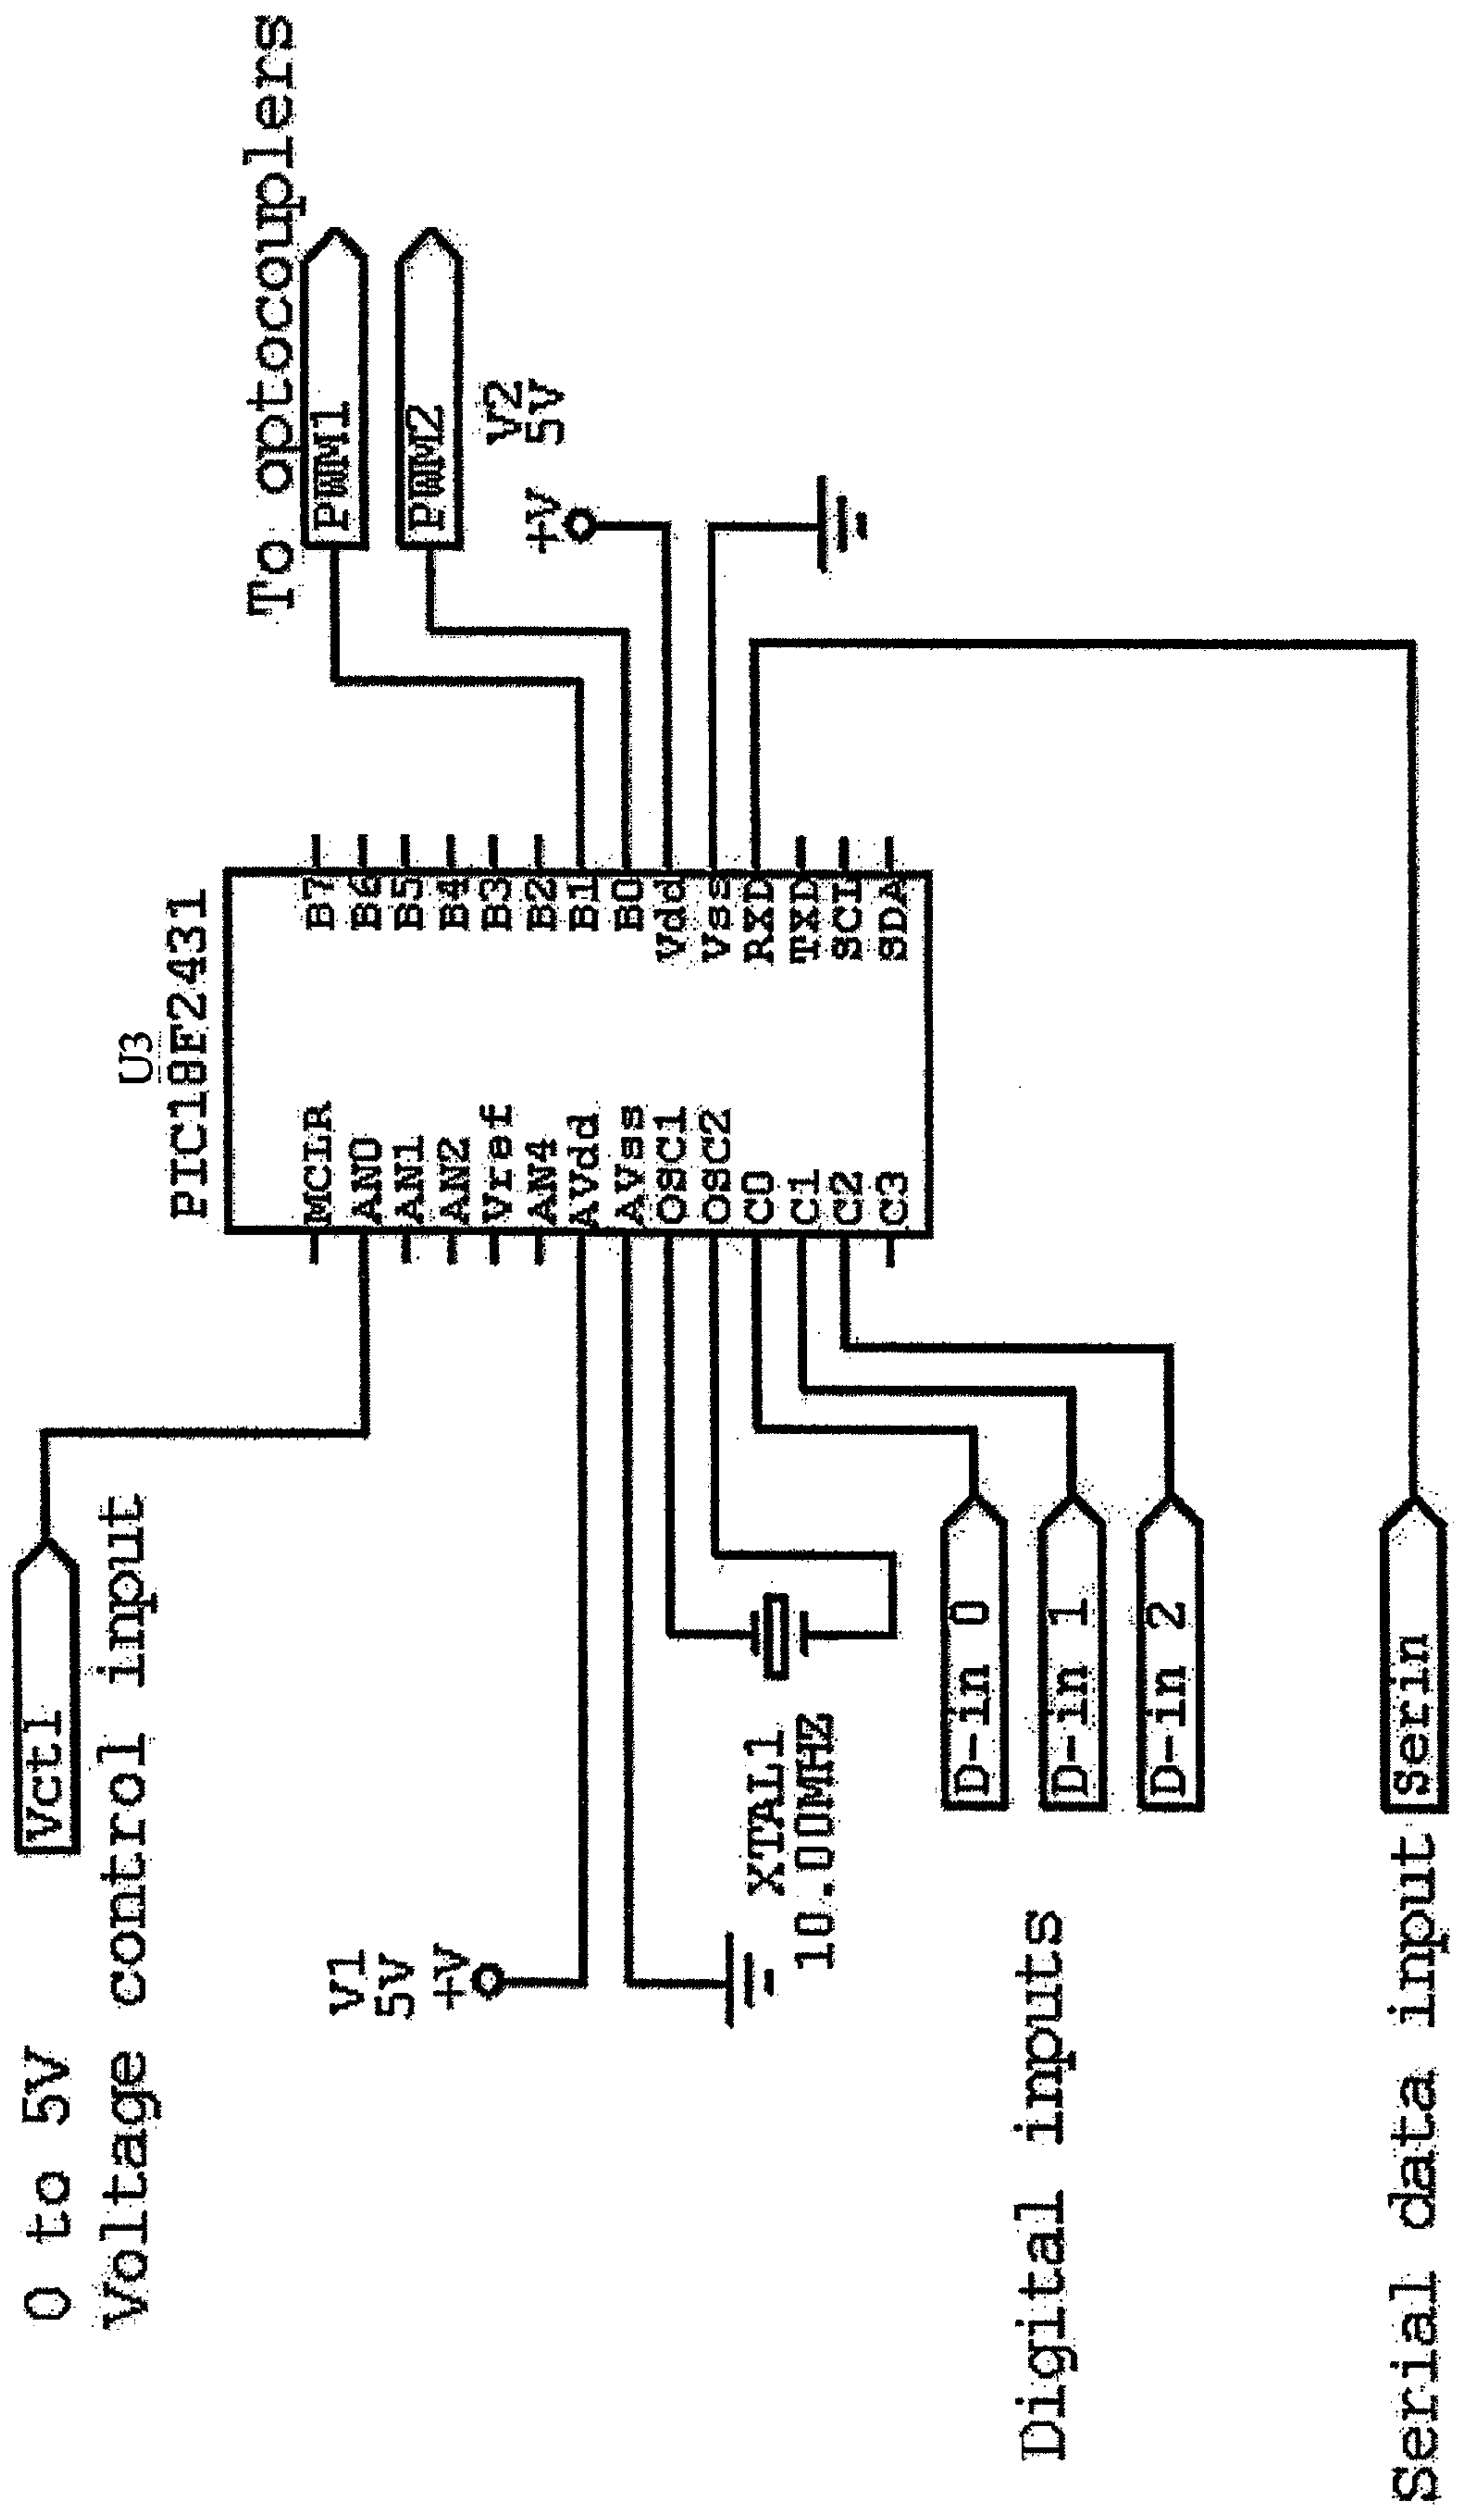 0 to 5V
Voltage control input
Vctl
V1
5V
+V
XTAL1
10.00MHZ
Digital inputs
D-in 0
D-in 1
D-in 2
Serial data input
Serin
U3
PIC18F2431
MCLR
AN0
AN1
AN2
Vref
AN4
AVdd
AVss
OSC1
OSC2
C0
C1
C2
C3
B7
B6
B5
B4
B3
B2
B1
B0
Vdd
Vss
RXD
TXD
SCL
SDA
To optocouplers
PWM1
PWM2
V2
5V
+V